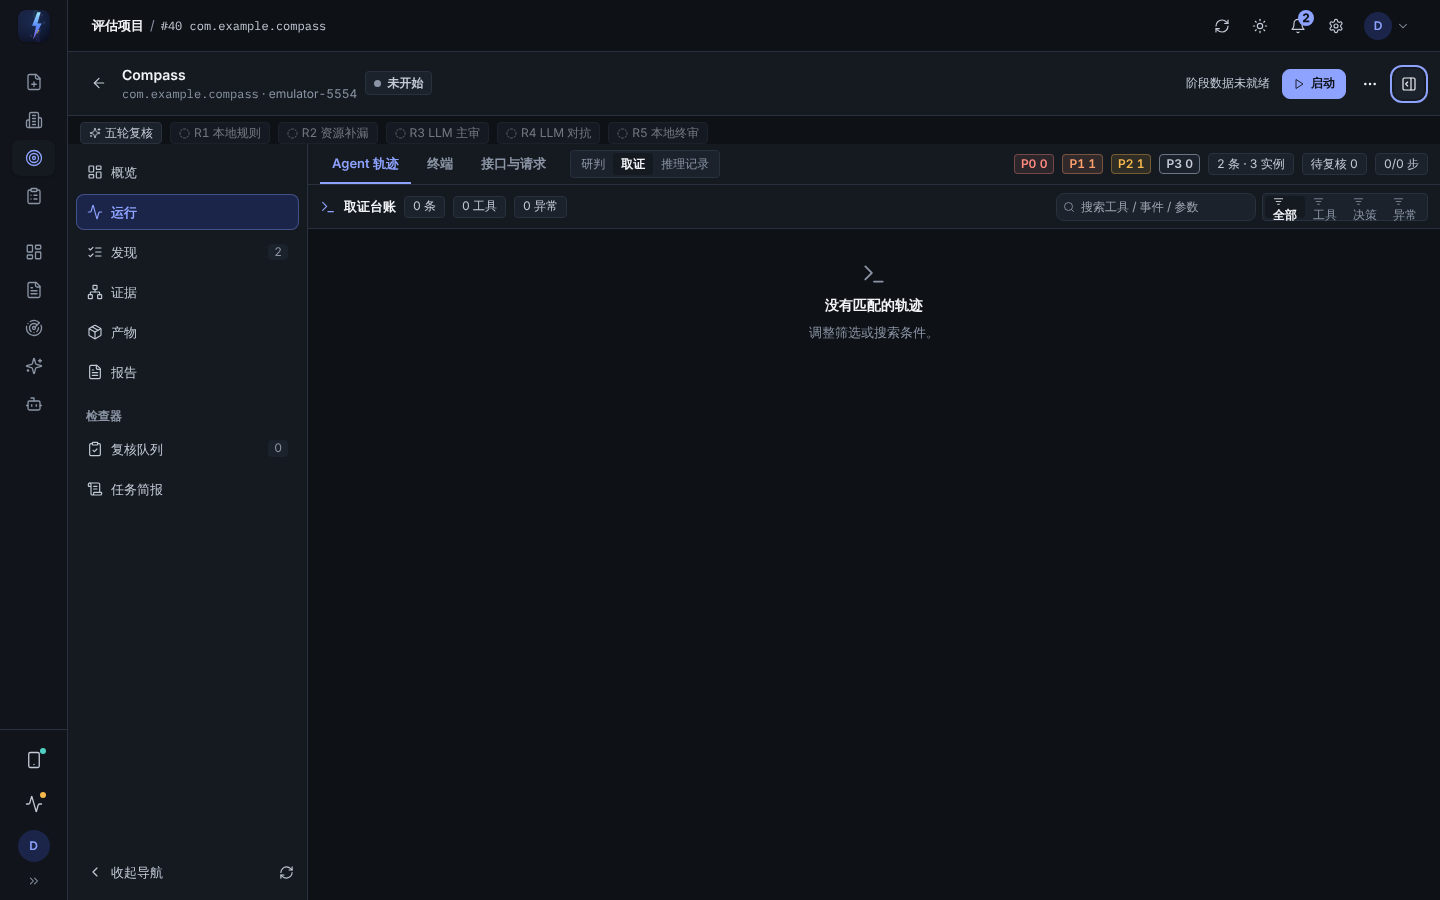 评估项目 / #40 com.example.compass
2
D
Compass
com.example.compass · emulator-5554
未开始
阶段数据未就绪
启动
五轮复核
R1 本地规则
R2 资源补漏
R3 LLM 主审
R4 LLM 对抗
R5 本地终审
概览
运行
发现 2
证据
产物
报告
检查器
复核队列 0
任务简报
收起导航
D
Agent 轨迹
终端
接口与请求
研判
取证
推理记录
P0 0
P1 1
P2 1
P3 0
2 条 · 3 实例
待复核 0
0/0 步
取证台账
0 条
0 工具
0 异常
搜索工具 / 事件 / 参数
全部
工具
决策
异常
没有匹配的轨迹
调整筛选或搜索条件。